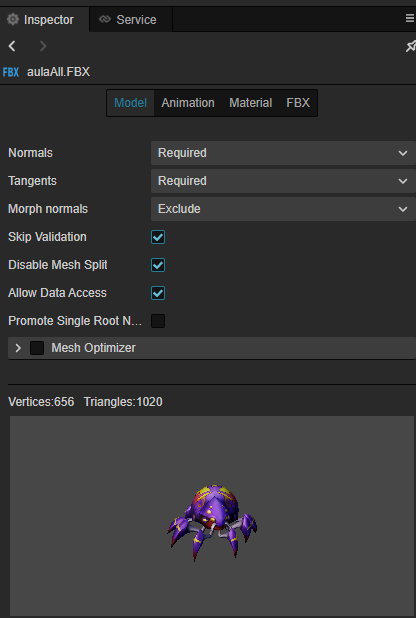 Inspector Service
FBX aulaAll.FBX
Model Animation Material FBX
Normals Required
Tangents Required
Morph normals Exclude
Skip Validation
Disable Mesh Split
Allow Data Access
Promote Single Root N...
Mesh Optimizer
Vertices:656 Triangles:1020